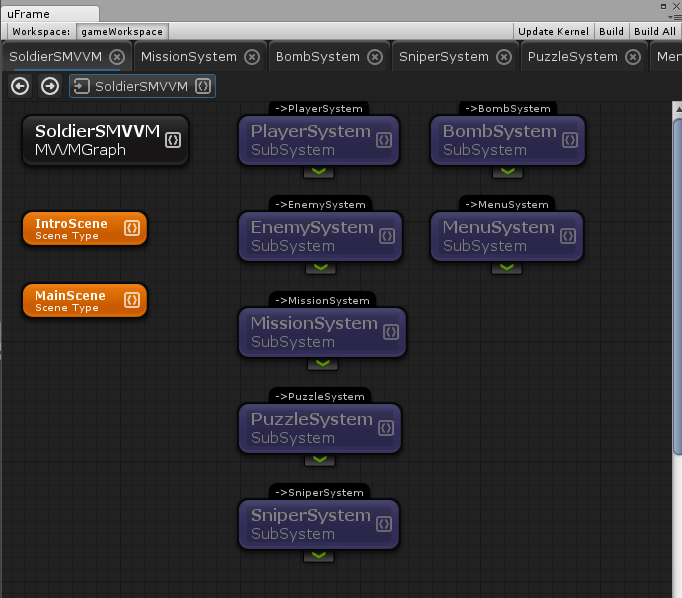 uFrame
Workspace: gameWorkspace Update Kernel Build Build All
SoldierSMVVM MissionSystem BombSystem SniperSystem PuzzleSystem Mer
SoldierSMVVM
->PlayerSystem ->BombSystem
SoldierSMVVM PlayerSystem BombSystem
MVVMGraph SubSystem SubSystem
->EnemySystem ->MenuSystem
IntroScene EnemySystem MenuSystem
Scene Type SubSystem SubSystem
MainScene ->MissionSystem
Scene Type MissionSystem
SubSystem
->PuzzleSystem
PuzzleSystem
SubSystem
->SniperSystem
SniperSystem
SubSystem